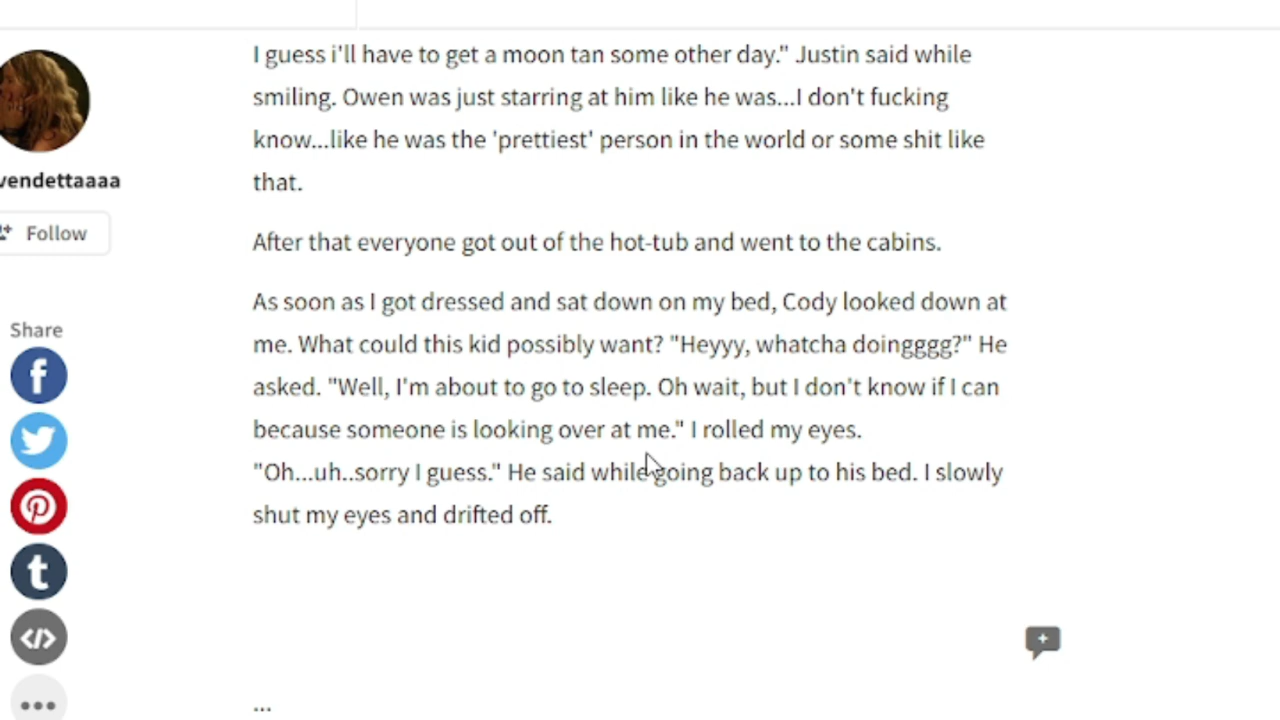 I guess i'll have to get a moon tan some other day." Justin said while
smiling. Owen was just starring at him like he was...I don't fucking
know...like he was the 'prettiest' person in the world or some shit like
that.
vendettaaaa
Follow
After that everyone got out of the hot-tub and went to the cabins.
As soon as I got dressed and sat down on my bed, Cody looked down at
me. What could this kid possibly want? "Heyyy, whatcha doingggg?" He
asked. "Well, I'm about to go to sleep. Oh wait, but I don't know if I can
because someone is looking over at me." I rolled my eyes.
"Oh...uh..sorry I guess." He said while going back up to his bed. I slowly
shut my eyes and drifted off.
Share
...